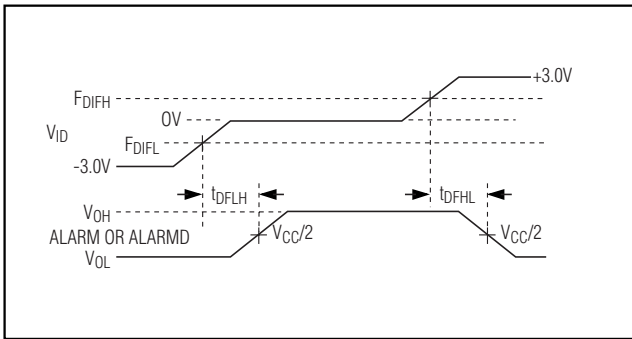 +3.0V
FDIFH
0V
VID
FDIFL
-3.0V
tDFLH
tDFHL
VOH
ALARM OR ALARMD
VCC/2
VCC/2
VOL